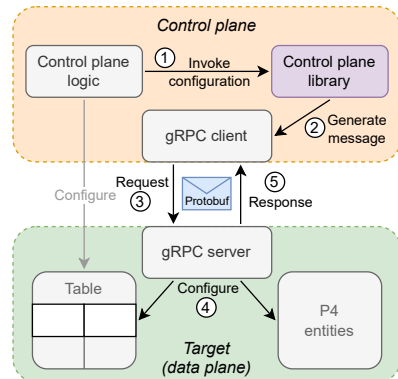 Control plane
Control plane
logic
1
Invoke
configuration
Control plane
library
2
Generate
message
gRPC client
Configure
Request
3
Protobuf
5
Response
gRPC server
Configure
4
Table
P4
entities
Target
(data plane)